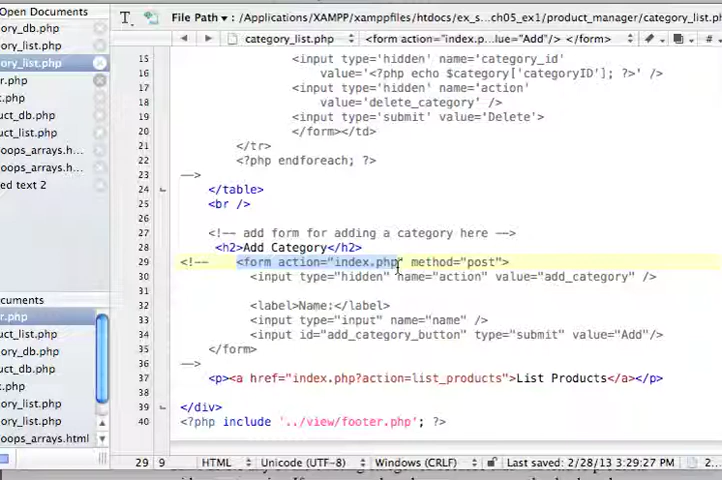 Open Documents
ory_db.php
ory_list.php
ory_list.php
r.php
ct.php
uct_db.php
uct_list.php
oops_arrays.h...
oops_arrays.h...
ed text 2
cuments
r.php
ct.php
ory_db.php
uct_db.php
t.php
ory_list.php
ory_list.php
oops_arrays.html
T File Path : /Applications/XAMPP/xamppfiles/htdocs/ex_s...ch05_ex1/product_manager/category_list.ph
category_list.php <form action="index.p...lue="Add"/> </form> #
15 <input type='hidden' name='category_id'
16 value='<?php echo $category['categoryID']; ?>' />
17 <input type='hidden' name='action'
18 value='delete_category' />
19 <input type='submit' value='Delete'>
20 </form></td>
21 </tr>
22 <?php endforeach; ?>
23 -->
24 </table>
25 <br />
26
27 <!-- add form for adding a category here -->
28 <h2>Add Category</h2>
29 <!-- <form action="index.php" method="post">
30 <input type="hidden" name="action" value="add_category" />
31
32 <label>Name:</label>
33 <input type="input" name="name" />
34 <input id="add_category_button" type="submit" value="Add"/>
35 </form>
36 -->
37 <p><a href="index.php?action=list_products">List Products</a></p>
38
39 </div>
40 <?php include '../view/footer.php'; ?>
29 9 HTML Unicode (UTF-8) Windows (CRLF) Last saved: 2/28/13 3:29:27 PM 2...